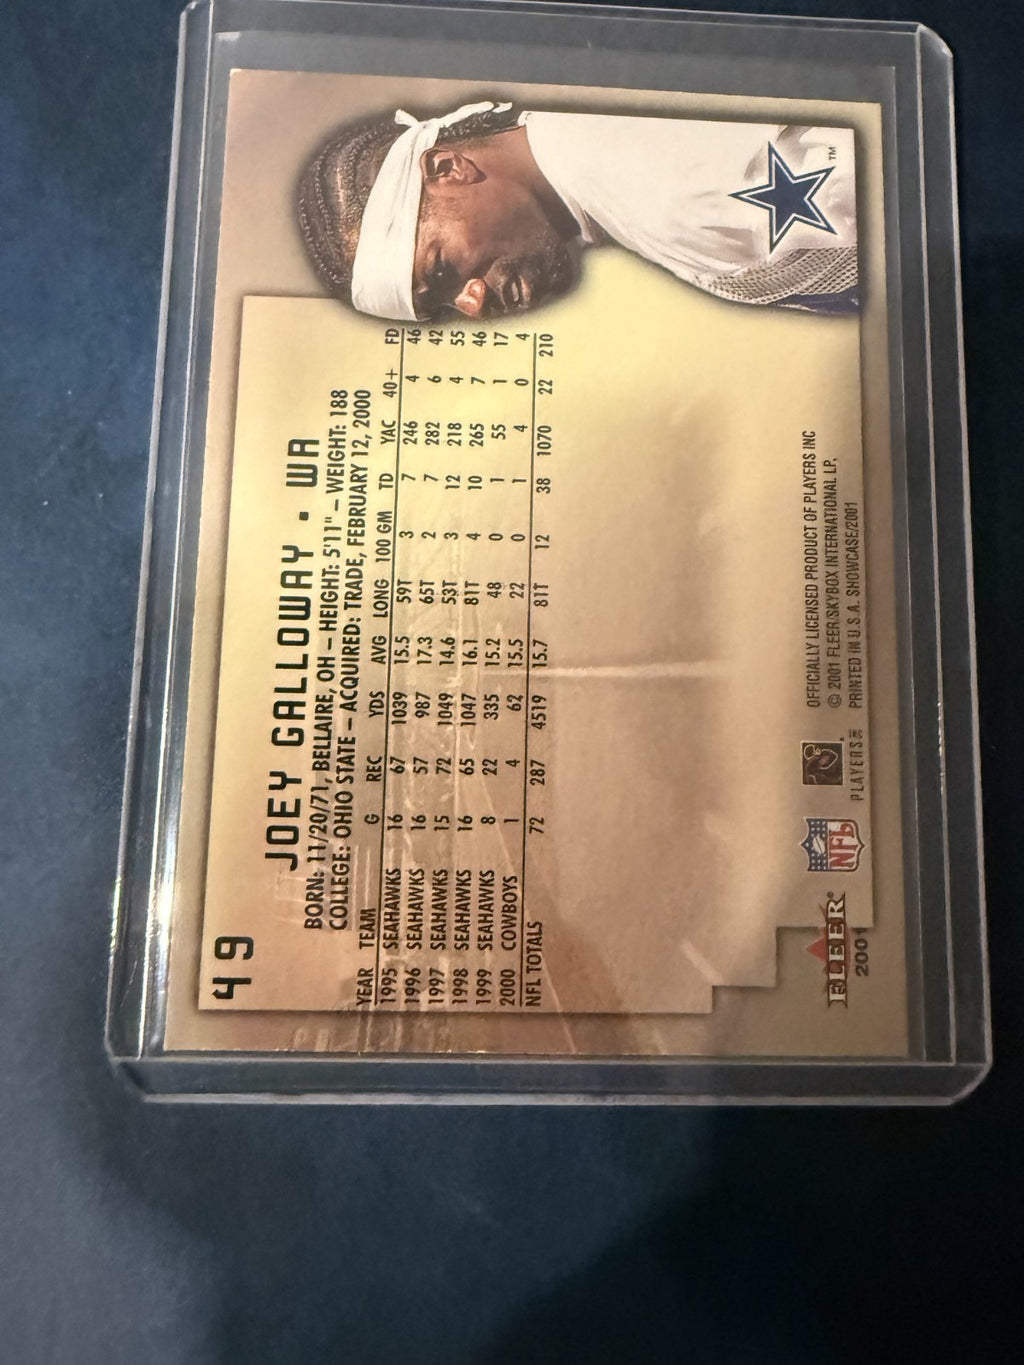 49
JOEY GALLOWAY • WR
BORN: 11/20/71, BELLAIRE, OH – HEIGHT: 5'11" – WEIGHT: 188
COLLEGE: OHIO STATE – ACQUIRED: TRADE, FEBRUARY 12, 2000
YEAR TEAM G REC YDS AVG LONG 100 GM TD YAC 40+ FD
1995 SEAHAWKS 16 67 1039 15.5 59T 3 7 246 4 46
1996 SEAHAWKS 16 57 987 17.3 65T 2 7 282 6 42
1997 SEAHAWKS 15 72 1049 14.6 53T 3 12 218 4 55
1998 SEAHAWKS 16 65 1047 16.1 81T 4 10 265 7 46
1999 SEAHAWKS 8 22 335 15.2 48 0 1 55 1 17
2000 COWBOYS 1 4 62 15.5 22 0 1 4 0 4
NFL TOTALS 72 287 4519 15.7 81T 12 38 1070 22 210
TM
FLEER®
2001
NFL
PLAYERS INC
OFFICIALLY LICENSED PRODUCT OF PLAYERS INC
© 2001 FLEER/SKYBOX INTERNATIONAL LP,
PRINTED IN U.S.A. SHOWCASE/2001